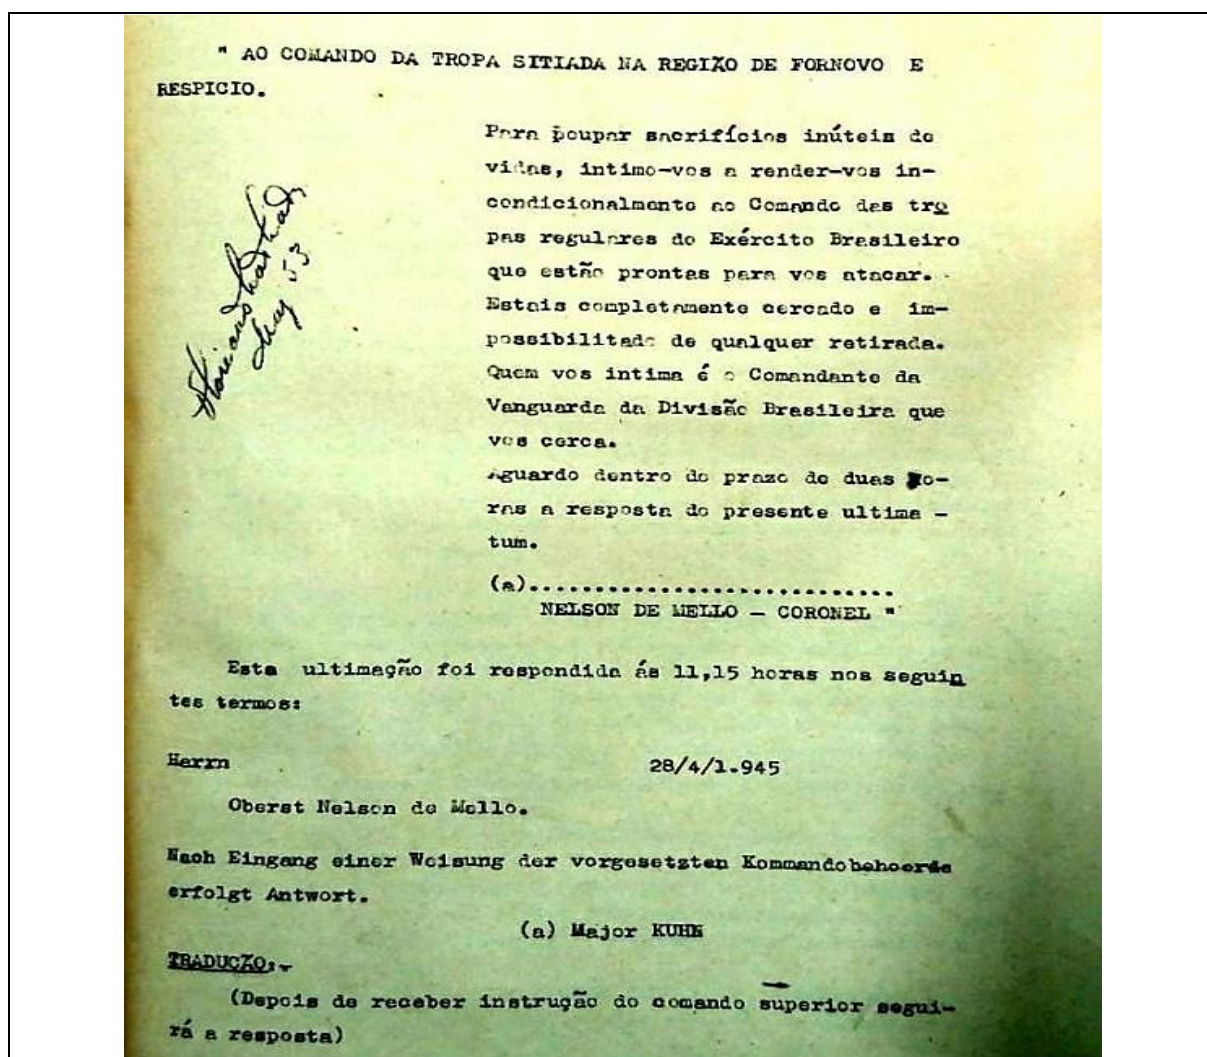 " AO COMANDO DA TROPA SITIADA NA REGIÃO DE FORNOVO E
RESPICIO.
Para poupar sacrifícios inúteis de
vidas, íntimo-vos a render-vos in-
condicionalmente ao Comando das tro
pas regulares do Exército Brasileiro
que estão prontas para vos atacar.
Estais completamente cercado e im-
possibilitado de qualquer retirada.
Quem vos intima é o Comandante da
Vanguarda da Divisão Brasileira que
vos cerca.
Aguardo dentro do prazo de duas ho-
ras a resposta do presente ultima -
tum.
(a)..............................
NELSON DE MELLO - CORONEL "
May 53
Esta ultimação foi respondida ás 11,15 horas nos seguin
tes termos:
Herrn 28/4/1.945
Oberst Nelson de Mello.
Nach Eingang einer Weisung der vorgesetzten Kommandobehoerde
erfolgt Antwort.
(a) Major KUHN
TRADUCÃO:-
(Depois de receber instrução do comando superior segui-
rá a resposta)